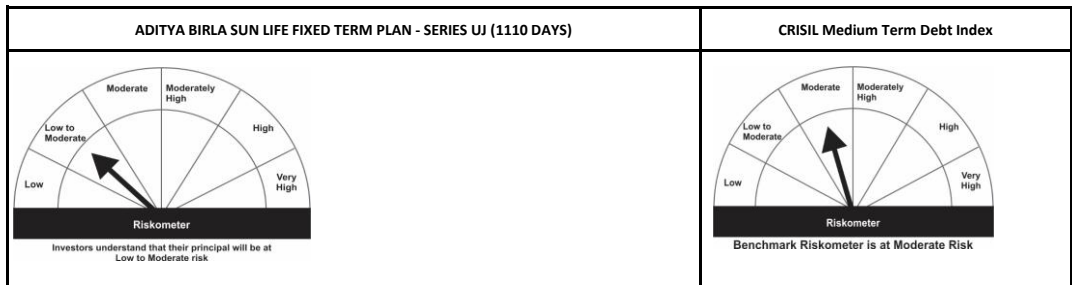 ADITYA BIRLA SUN LIFE FIXED TERM PLAN - SERIES UJ (1110 DAYS)
CRISIL Medium Term Debt Index
Low
Low to
Moderate
Moderate
Moderately
High
High
Very
High
Riskometer
Investors understand that their principal will be at
Low to Moderate risk
Low
Low to
Moderate
Moderate
Moderately
High
High
Very
High
Riskometer
Benchmark Riskometer is at Moderate Risk